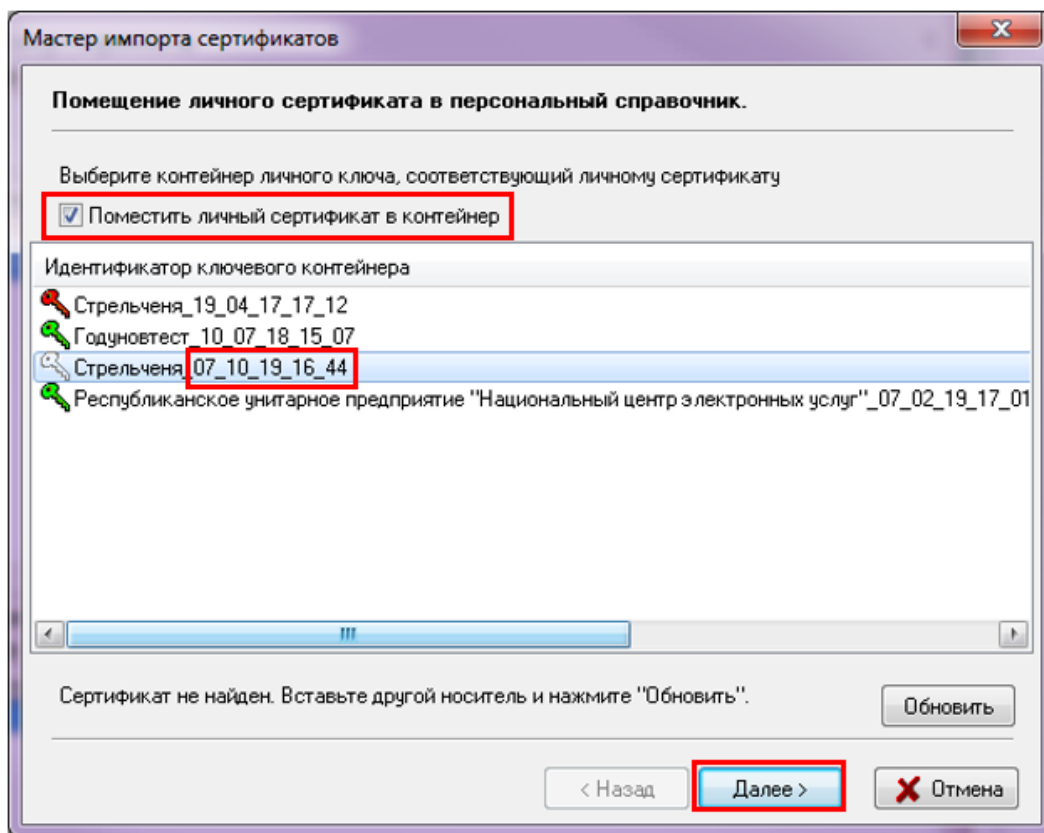 Мастер импорта сертификатов
Помещение личного сертификата в персональный справочник.
Выберите контейнер личного ключа, соответствующий личному сертификату
Поместить личный сертификат в контейнер
Идентификатор ключевого контейнера
Стрельченя_19_04_17_17_12
Годуновтест_10_07_18_15_07
Стрельченя_07_10_19_16_44
Республиканское унитарное предприятие "Национальный центр электронных услуг"_07_02_19_17_01
Сертификат не найден. Вставьте другой носитель и нажмите "Обновить".
Обновить
< Назад
Далее >
Отмена